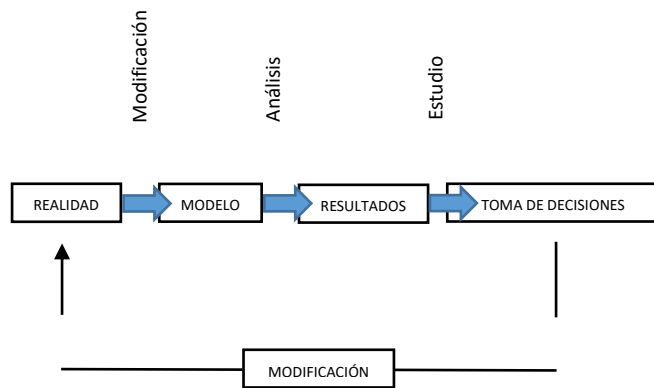 Modificación
Análisis
Estudio
REALIDAD
MODELO
RESULTADOS
TOMA DE DECISIONES
MODIFICACIÓN